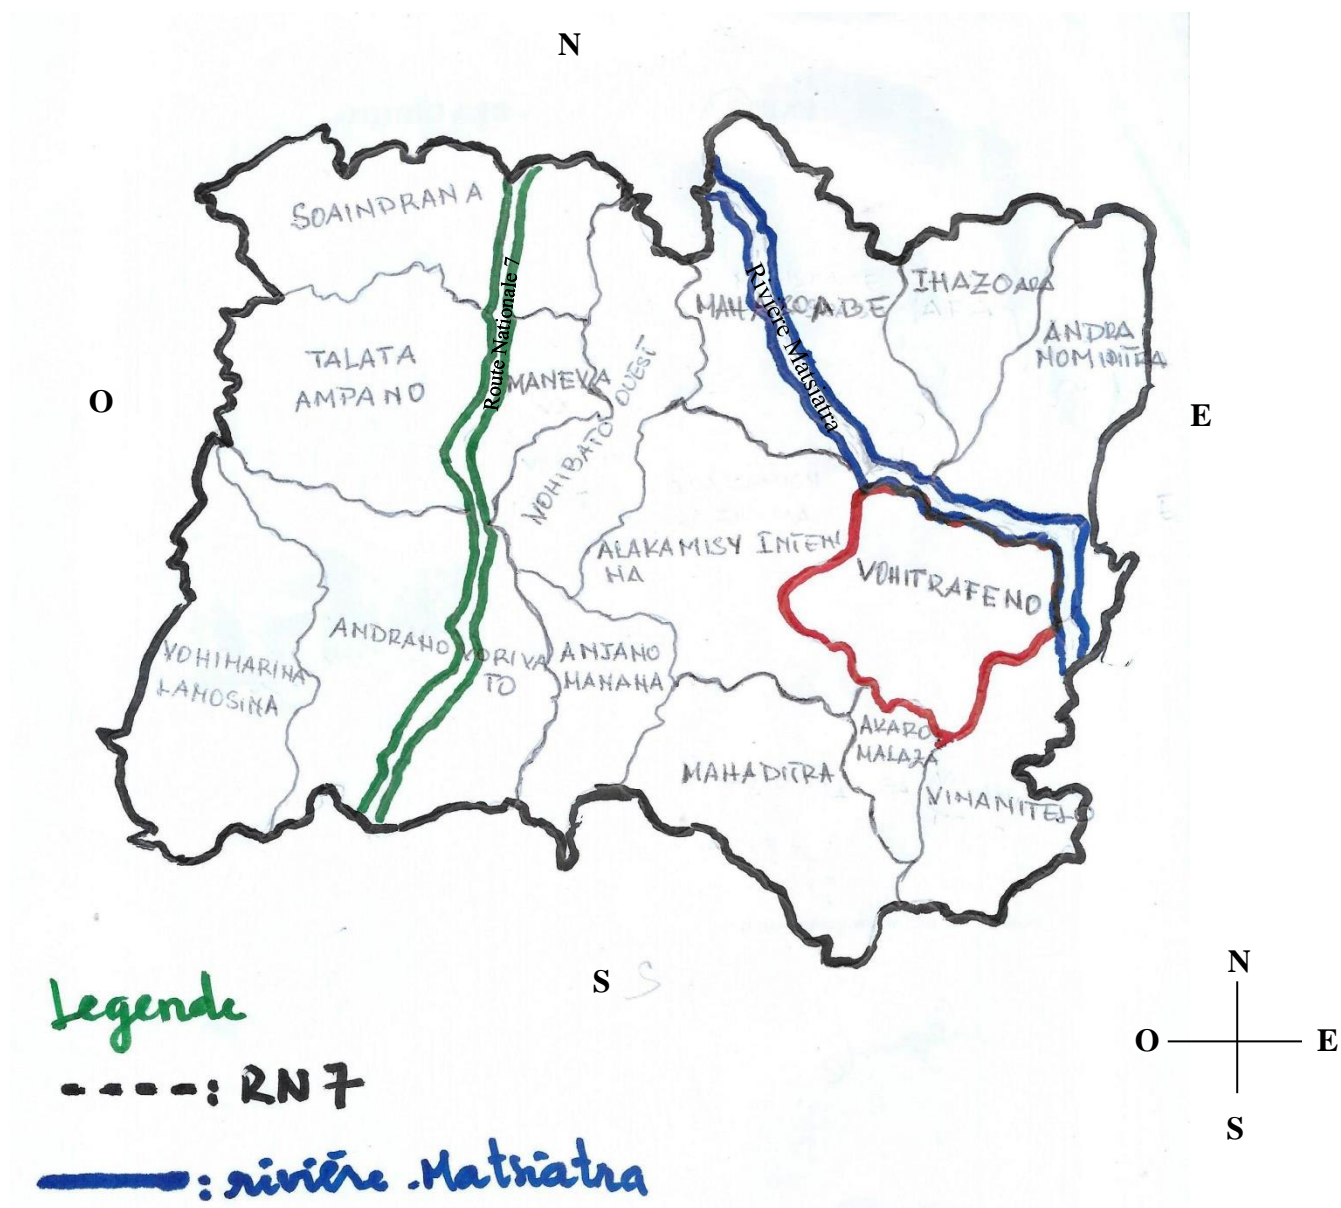 N
SOAINDRANA
IHAZOARA
ANDRA
NOMIDITRA
Route Nationale 7
Rivière Matsiatra
TALATA
AMPANO
MANEVA
OUEST
VOHIBATO
O
E
ALAKAMISY INTENI
NA
VOHITRAFENO
ANDRANO
VORIVA
TO
ANJANO
MANANA
VOHIMARINA
LAMOSINA
AKARO
MALAZA
MAHADITRA
VINANITELO
S
S
Legende
----: RN7
: rivière Matsiatra
N
O
E
S